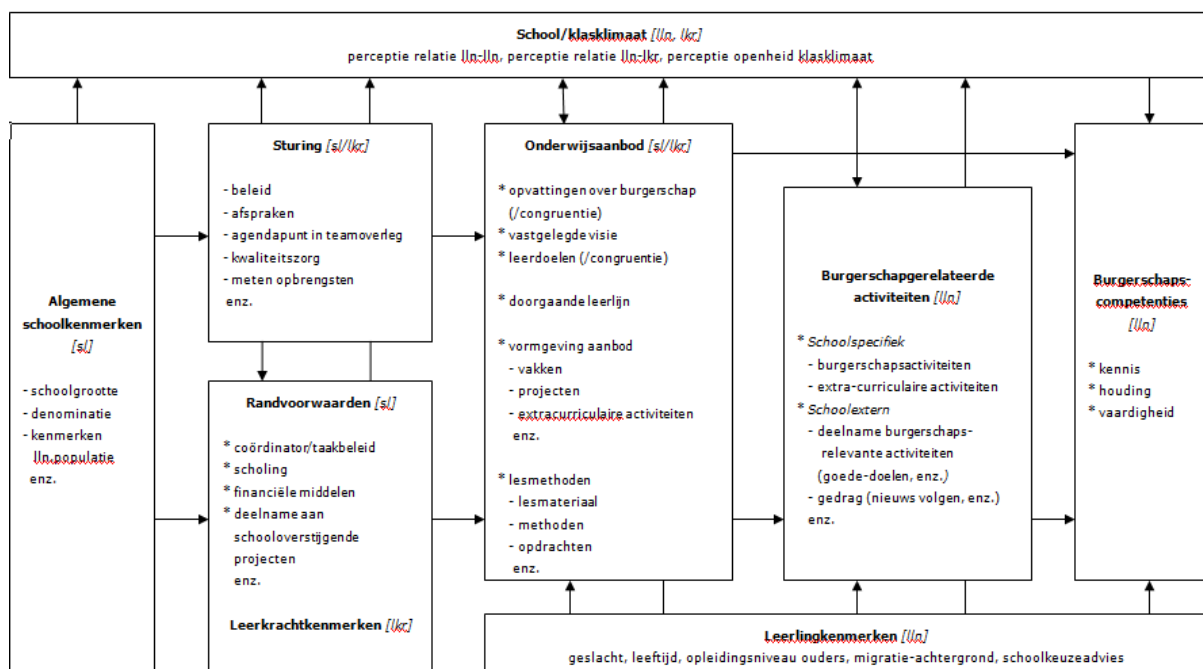 School/klasklimaat [lln, lkr]
perceptie relatie lln-lln, perceptie relatie lln-lkr, perceptie openheid klasklimaat
Algemene
schoolkenmerken
[sl]
- schoolgrootte
- denominatie
- kenmerken
lln.populatie
enz.
Sturing [sl/lkr]
- beleid
- afspraken
- agendapunt in teamoverleg
- kwaliteitszorg
- meten opbrengsten
enz.
Randvoorwaarden [sl]
* coördinator/taakbeleid
* scholing
* financiële middelen
* deelname aan
schooloverstijgende
projecten
enz.
Leerkrachtkenmerken [lkr]
Onderwijsaanbod [sl/lkr]
* opvattingen over burgerschap
(/congruentie)
* vastgelegde visie
* leerdoelen (/congruentie)
* doorgaande leerlijn
* vormgeving aanbod
- vakken
- projecten
- extracurriculaire activiteiten
enz.
* lesmethoden
- lesmateriaal
- methoden
- opdrachten
enz.
Burgerschapgerelateerde
activiteiten [lln]
* Schoolspecifiek
- burgerschapsactiviteiten
- extra-curriculaire activiteiten
* Schoolextern
- deelname burgerschaps-
relevante activiteiten
(goede-doelen, enz.)
- gedrag (nieuws volgen, enz.)
enz.
Burgerschaps-
competenties
[lln]
* kennis
* houding
* vaardigheid
Leerlingkenmerken [lln]
geslacht, leeftijd, opleidingsniveau ouders, migratie-achtergrond, schoolkeuzeadvies